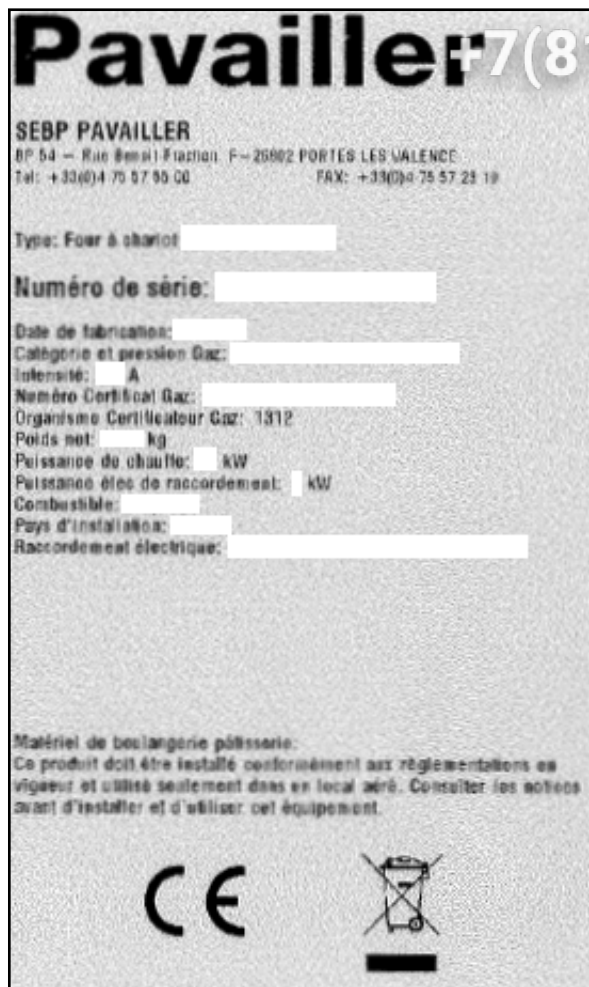 Pavailler
+7(81
SEBP PAVAILLER
BP 54 – Rue Benoit Frachon F–26802 PORTES LES VALENCE
Tel: +33(0)4 75 57 55 00 FAX: +33(0)4 75 57 23 19
Type: Four à chariot
Numéro de série:
Date de fabrication:
Catégorie et pression Gaz:
Intensité: A
Numéro Certificat Gaz:
Organisme Certificateur Gaz: 1312
Poids net: kg
Puissance de chauffe: kW
Puissance élec de raccordement: kW
Combustible:
Pays d'installation:
Raccordement électrique:
Matériel de boulangerie pâtisserie:
Ce produit doit être installé conformément aux règlementations en
vigueur et utilisé seulement dans un local aéré. Consulter les notices
avant d'installer et d'utiliser cet équipement.
CE